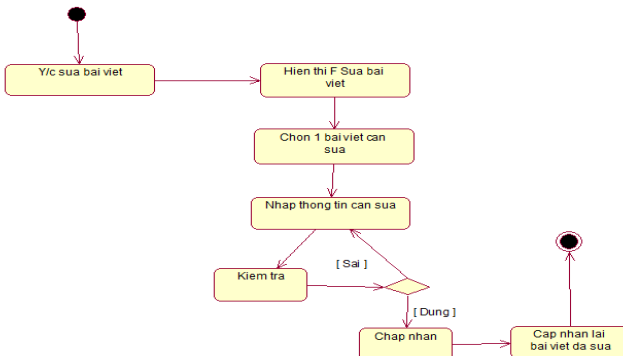 Y/c sua bai viet
Hien thi F Sua bai
viet
Chon 1 bai viet can
sua
Nhap thong tin can sua
[ Sai ]
Kiem tra
[ Dung ]
Chap nhan
Cap nhan lai
bai viet da sua